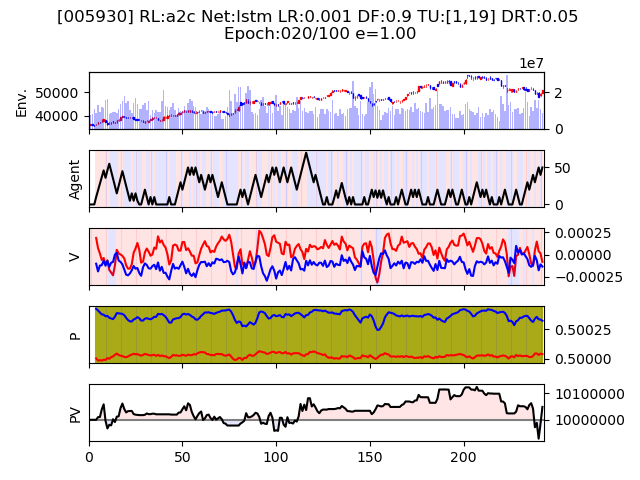 [005930] RL:a2c Net:lstm LR:0.001 DF:0.9 TU:[1,19] DRT:0.05
Epoch:020/100 e=1.00
1e7
Env.
50000
40000
2
0
Agent
50
0
V
0.00025
0.00000
−0.00025
P
0.50025
0.50000
PV
10100000
10000000
0 50 100 150 200